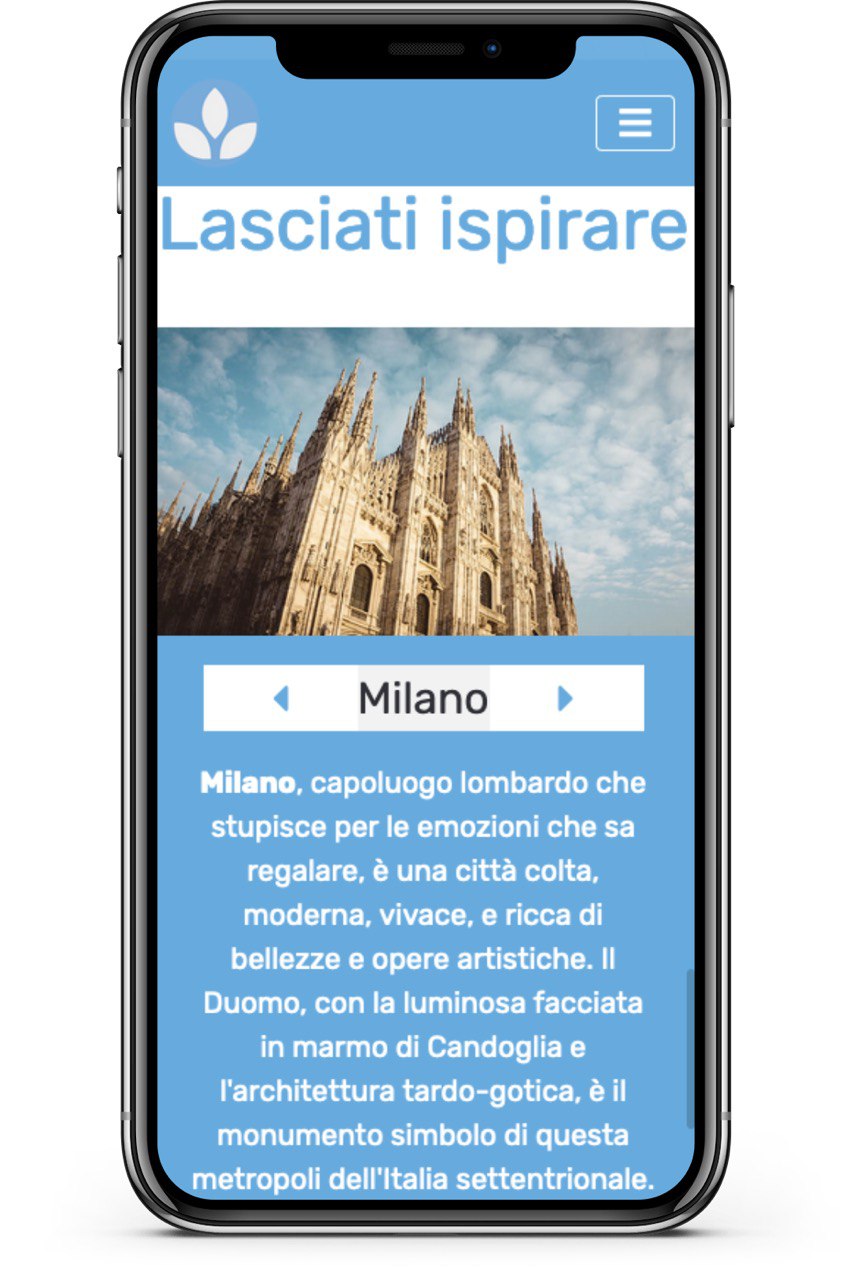 Lasciati ispirare
Milano
Milano, capoluogo lombardo che
stupisce per le emozioni che sa
regalare, è una città colta,
moderna, vivace, e ricca di
bellezze e opere artistiche. Il
Duomo, con la luminosa facciata
in marmo di Candoglia e
l'architettura tardo-gotica, è il
monumento simbolo di questa
metropoli dell'Italia settentrionale.